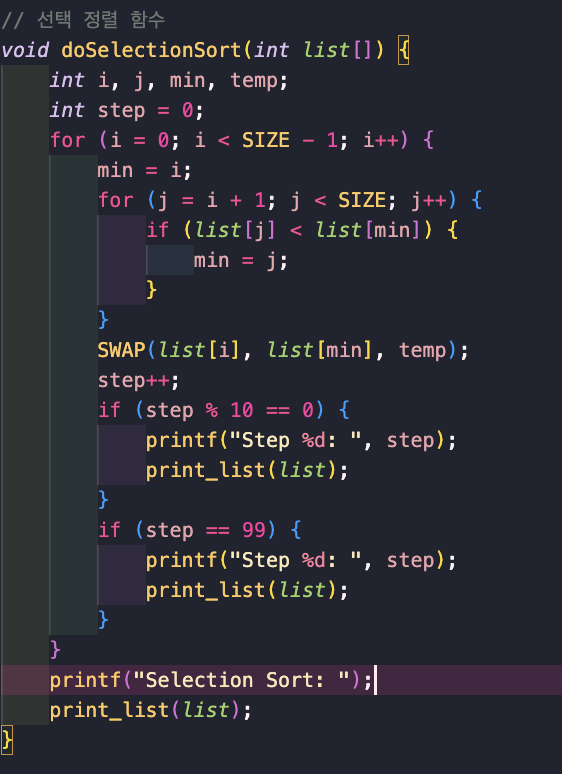 // 선택 정렬 함수
void doSelectionSort(int list[]) {
    int i, j, min, temp;
    int step = 0;
    for (i = 0; i < SIZE - 1; i++) {
        min = i;
        for (j = i + 1; j < SIZE; j++) {
            if (list[j] < list[min]) {
                min = j;
            }
        }
        SWAP(list[i], list[min], temp);
        step++;
        if (step % 10 == 0) {
            printf("Step %d: ", step);
            print_list(list);
        }
        if (step == 99) {
            printf("Step %d: ", step);
            print_list(list);
        }
    }
    printf("Selection Sort: ");
    print_list(list);
}